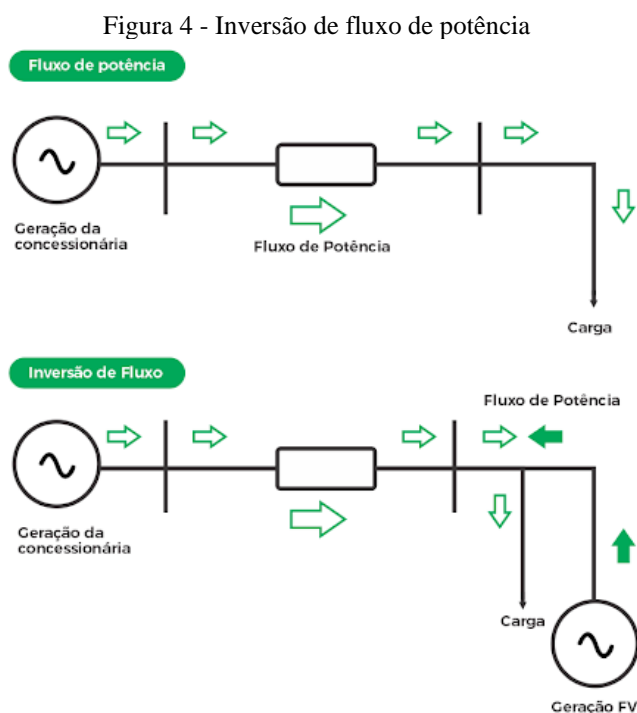 Figura 4 - Inversão de fluxo de potência
Fluxo de potência
Geração da
concessionária
Fluxo de Potência
Carga
Inversão de Fluxo
Fluxo de Potência
Geração da
concessionária
Carga
Geração FV